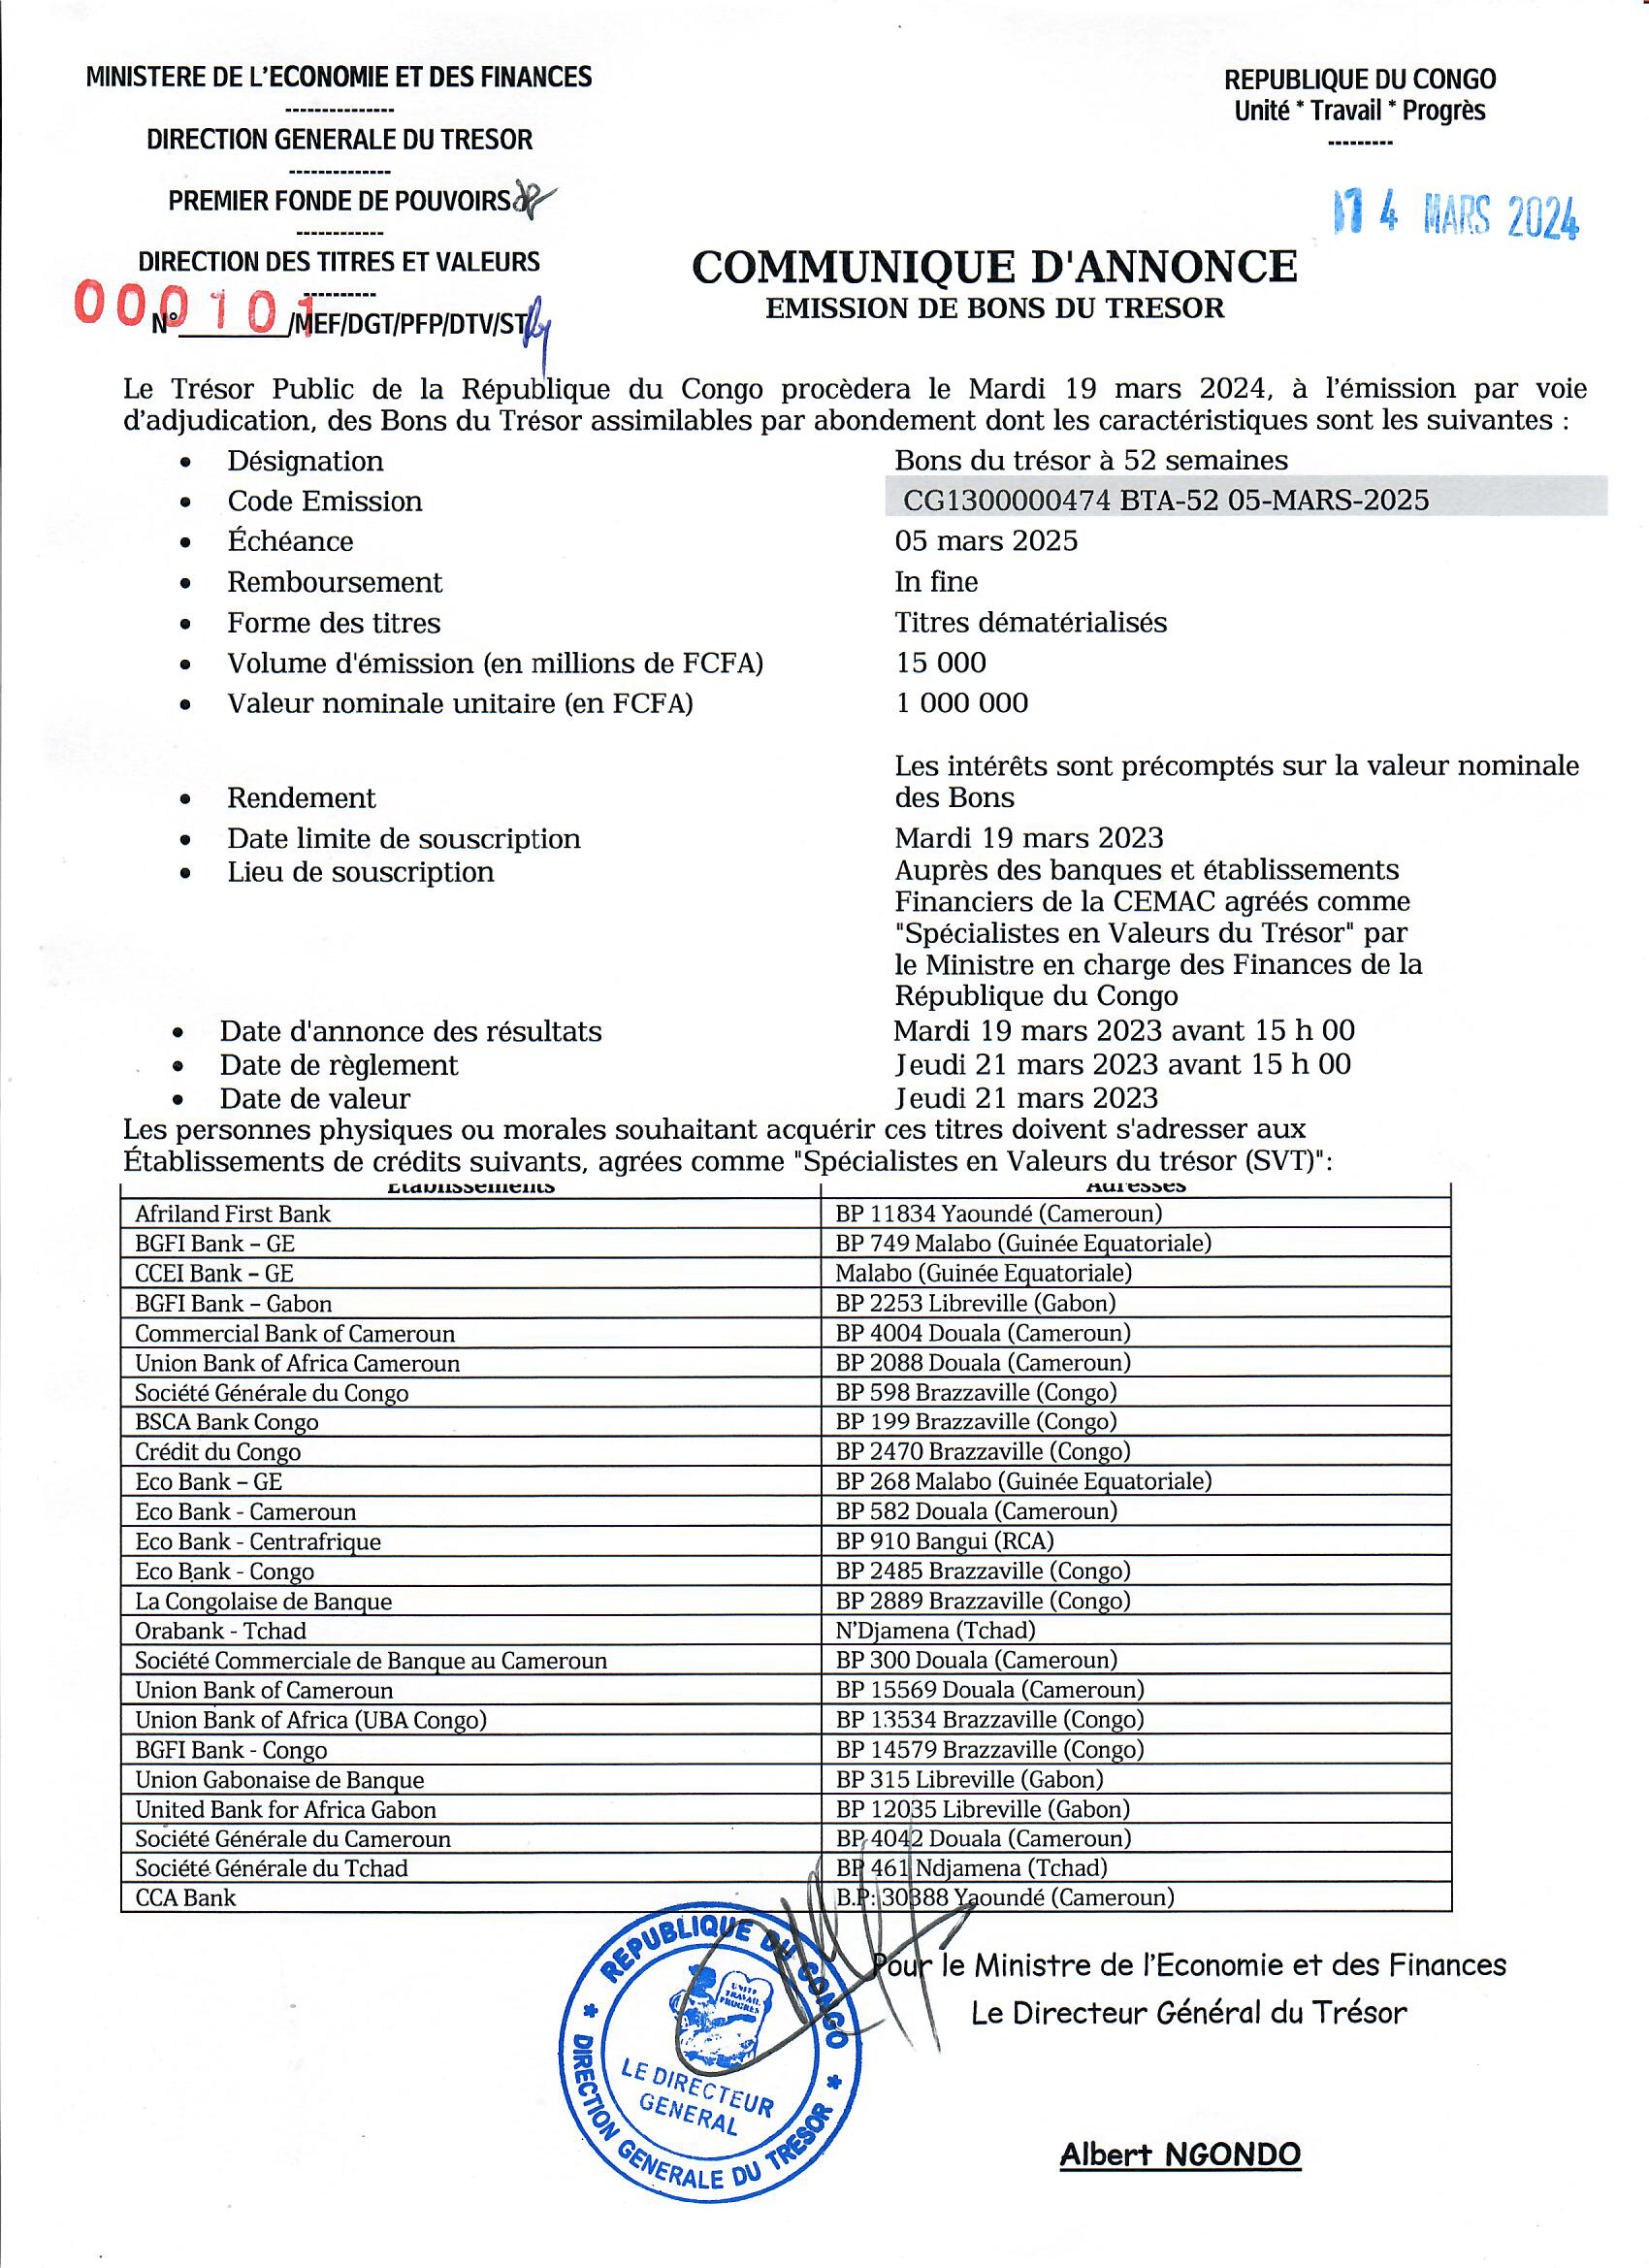 MINISTERE DE L'ECONOMIE ET DES FINANCES
---------------
DIRECTION GENERALE DU TRESOR
--------------
PREMIER FONDE DE POUVOIRS
------------
DIRECTION DES TITRES ET VALEURS
----------
000101
N°________/MEF/DGT/PFP/DTV/ST
REPUBLIQUE DU CONGO
Unité * Travail * Progrès
---------
14 MARS 2024
COMMUNIQUE D'ANNONCE
EMISSION DE BONS DU TRESOR
Le Trésor Public de la République du Congo procèdera le Mardi 19 mars 2024, à l'émission par voie
d'adjudication, des Bons du Trésor assimilables par abondement dont les caractéristiques sont les suivantes :
• Désignation Bons du trésor à 52 semaines
• Code Emission CG1300000474 BTA-52 05-MARS-2025
• Échéance 05 mars 2025
• Remboursement In fine
• Forme des titres Titres dématérialisés
• Volume d'émission (en millions de FCFA) 15 000
• Valeur nominale unitaire (en FCFA) 1 000 000
Les intérêts sont précomptés sur la valeur nominale
• Rendement des Bons
• Date limite de souscription Mardi 19 mars 2023
• Lieu de souscription Auprès des banques et établissements
Financiers de la CEMAC agréés comme
"Spécialistes en Valeurs du Trésor" par
le Ministre en charge des Finances de la
République du Congo
• Date d'annonce des résultats Mardi 19 mars 2023 avant 15 h 00
• Date de règlement Jeudi 21 mars 2023 avant 15 h 00
• Date de valeur Jeudi 21 mars 2023
Les personnes physiques ou morales souhaitant acquérir ces titres doivent s'adresser aux
Établissements de crédits suivants, agrées comme "Spécialistes en Valeurs du trésor (SVT)":
Etablissements Adresses
Afriland First Bank BP 11834 Yaoundé (Cameroun)
BGFI Bank – GE BP 749 Malabo (Guinée Equatoriale)
CCEI Bank – GE Malabo (Guinée Equatoriale)
BGFI Bank – Gabon BP 2253 Libreville (Gabon)
Commercial Bank of Cameroun BP 4004 Douala (Cameroun)
Union Bank of Africa Cameroun BP 2088 Douala (Cameroun)
Société Générale du Congo BP 598 Brazzaville (Congo)
BSCA Bank Congo BP 199 Brazzaville (Congo)
Crédit du Congo BP 2470 Brazzaville (Congo)
Eco Bank – GE BP 268 Malabo (Guinée Equatoriale)
Eco Bank - Cameroun BP 582 Douala (Cameroun)
Eco Bank - Centrafrique BP 910 Bangui (RCA)
Eco Bank - Congo BP 2485 Brazzaville (Congo)
La Congolaise de Banque BP 2889 Brazzaville (Congo)
Orabank - Tchad N'Djamena (Tchad)
Société Commerciale de Banque au Cameroun BP 300 Douala (Cameroun)
Union Bank of Cameroun BP 15569 Douala (Cameroun)
Union Bank of Africa (UBA Congo) BP 13534 Brazzaville (Congo)
BGFI Bank - Congo BP 14579 Brazzaville (Congo)
Union Gabonaise de Banque BP 315 Libreville (Gabon)
United Bank for Africa Gabon BP 12035 Libreville (Gabon)
Société Générale du Cameroun BP 4042 Douala (Cameroun)
Société Générale du Tchad BP 461 Ndjamena (Tchad)
CCA Bank B.P: 30388 Yaoundé (Cameroun)
Pour le Ministre de l'Economie et des Finances
Le Directeur Général du Trésor
REPUBLIQUE DU CONGO
UNITE
TRAVAIL
PROGRES
LE DIRECTEUR
GENERAL
* DIRECTION GENERALE DU TRESOR *
Albert NGONDO